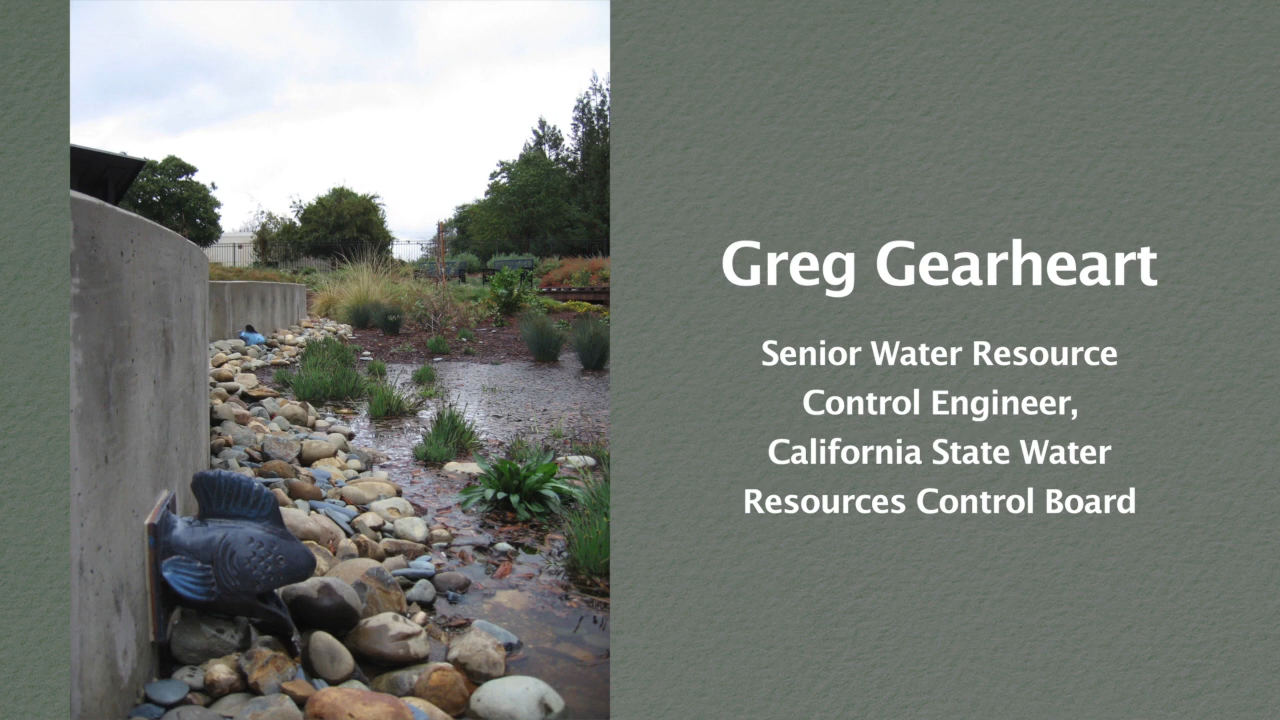 Greg Gearheart
Senior Water Resource
Control Engineer,
California State Water
Resources Control Board